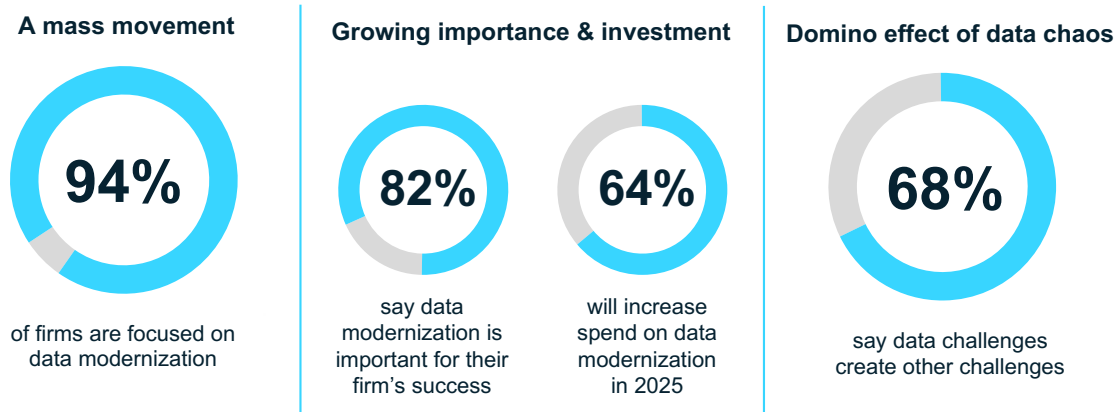 A mass movement
94%
of firms are focused on
data modernization
Growing importance & investment
82%
say data
modernization is
important for their
firm’s success
64%
will increase
spend on data
modernization
in 2025
Domino effect of data chaos
68%
say data challenges
create other challenges